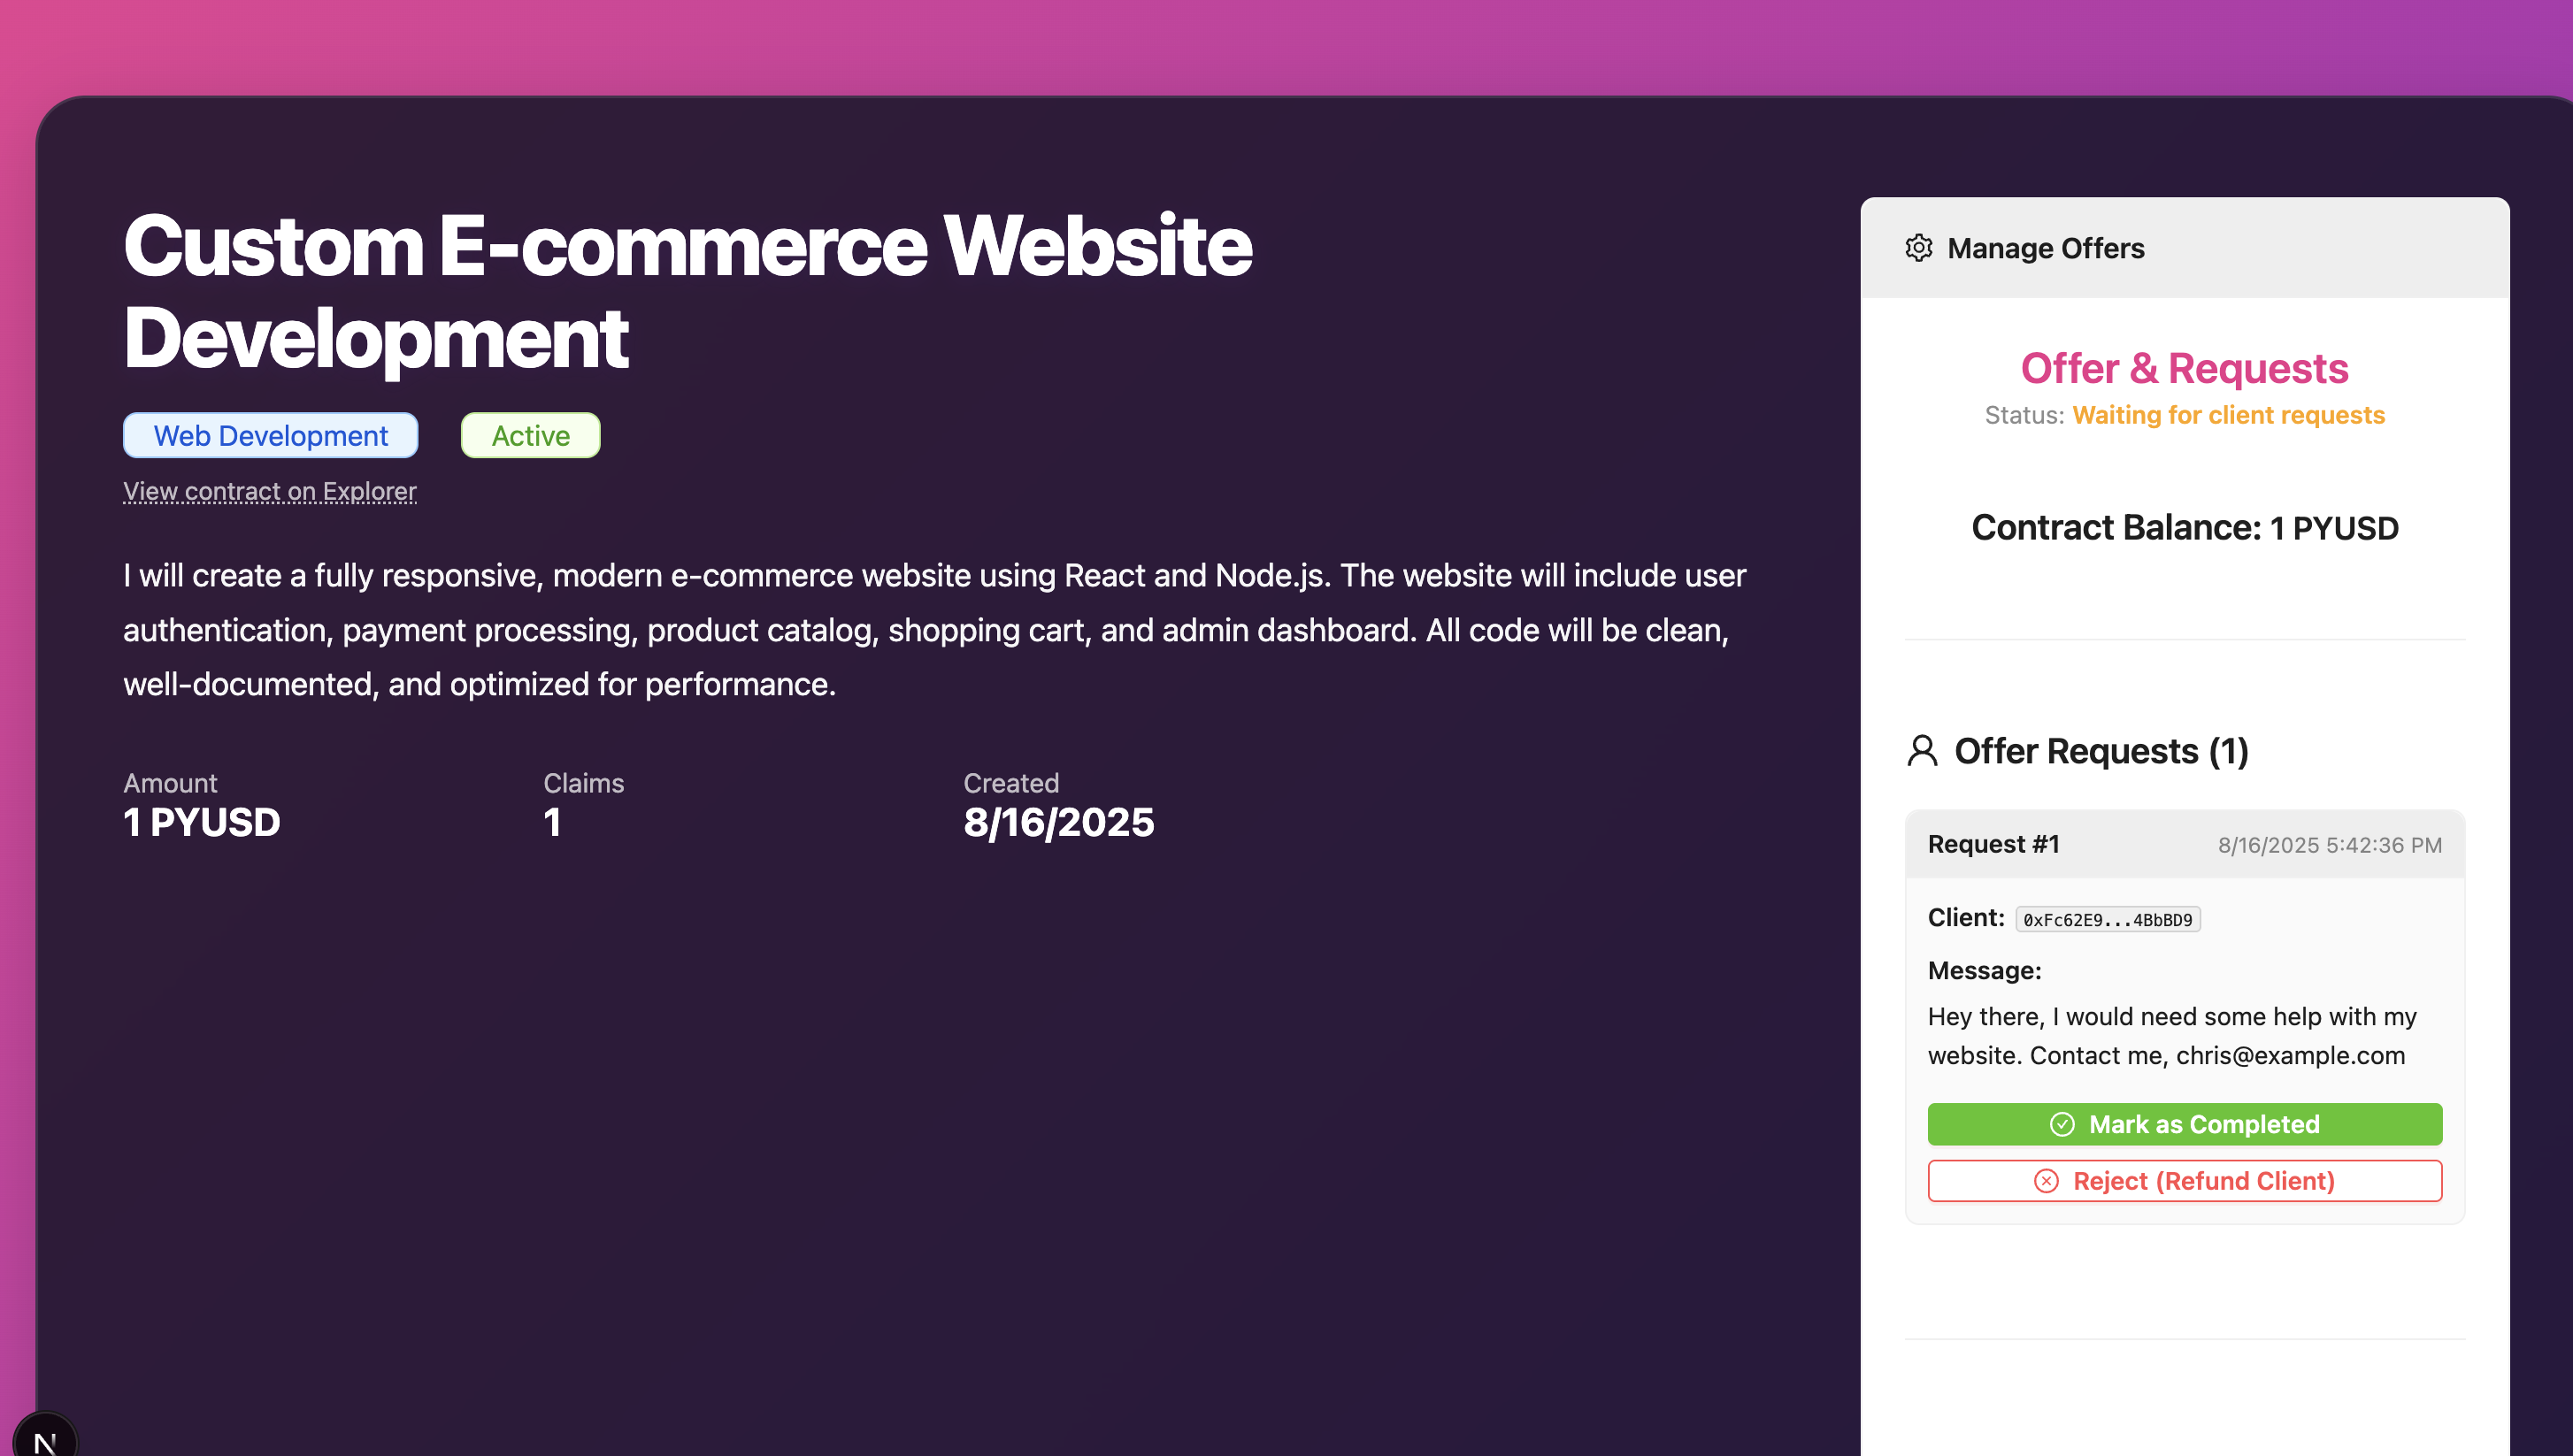 Custom E-commerce Website
Development
Web Development
Active
View contract on Explorer
I will create a fully responsive, modern e-commerce website using React and Node.js. The website will include user
authentication, payment processing, product catalog, shopping cart, and admin dashboard. All code will be clean,
well-documented, and optimized for performance.
Amount
1 PYUSD
Claims
1
Created
8/16/2025
Manage Offers
Offer & Requests
Status: Waiting for client requests
Contract Balance: 1 PYUSD
Offer Requests (1)
Request #1
8/16/2025 5:42:36 PM
Client: 0xFc62E9...4BbBD9
Message:
Hey there, I would need some help with my
website. Contact me, chris@example.com
Mark as Completed
Reject (Refund Client)
N